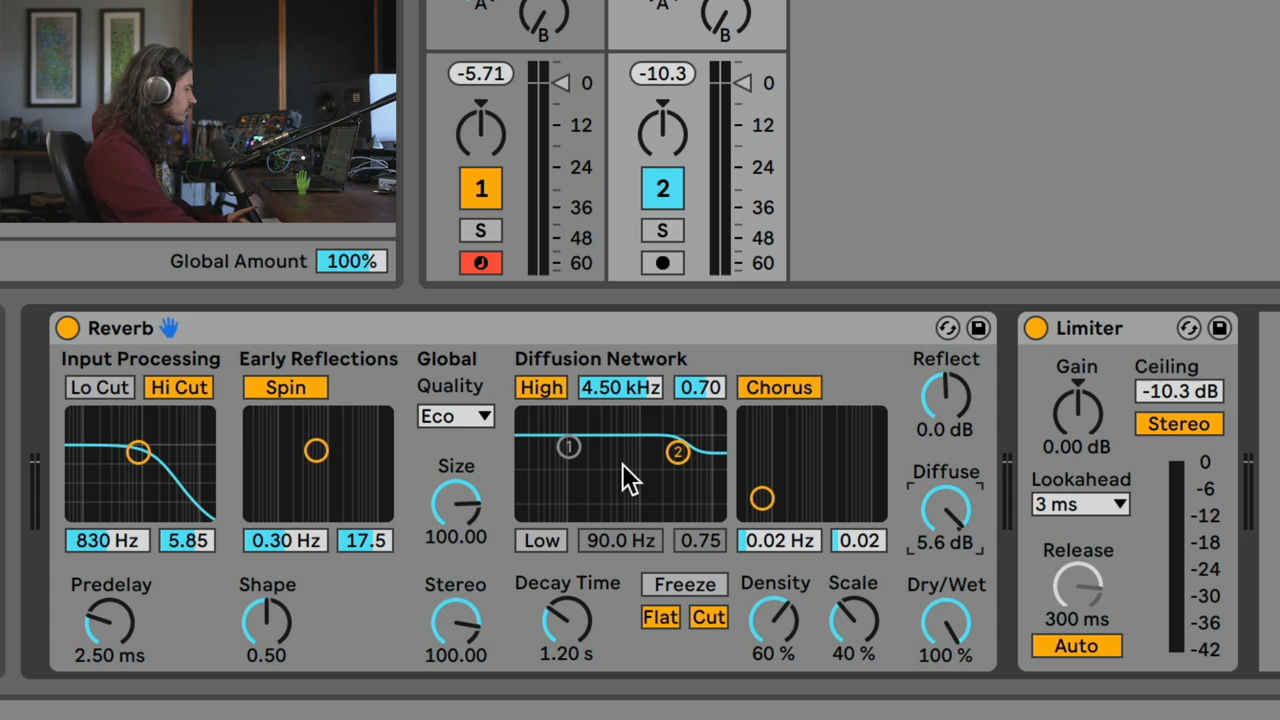 A
B
A
B
-5.71
-10.3
0
0
12
12
24
24
1
2
36
36
S
S
48
48
60
60
Global Amount 100%
Reverb
Limiter
Input Processing
Early Reflections
Global
Diffusion Network
Reflect
Gain
Ceiling
Lo Cut
Hi Cut
Spin
Quality
High
4.50 kHz
0.70
Chorus
-10.3 dB
Eco
0.0 dB
Stereo
0.00 dB
1
2
Size
Diffuse
Lookahead
3 ms
0
-6
-12
-18
-24
-30
-36
-42
830 Hz
5.85
0.30 Hz
17.5
100.00
Low
90.0 Hz
0.75
0.02 Hz
0.02
5.6 dB
Release
Predelay
Shape
Stereo
Decay Time
Freeze
Density
Scale
Dry/Wet
Flat
Cut
300 ms
2.50 ms
0.50
100.00
1.20 s
60 %
40 %
100 %
Auto